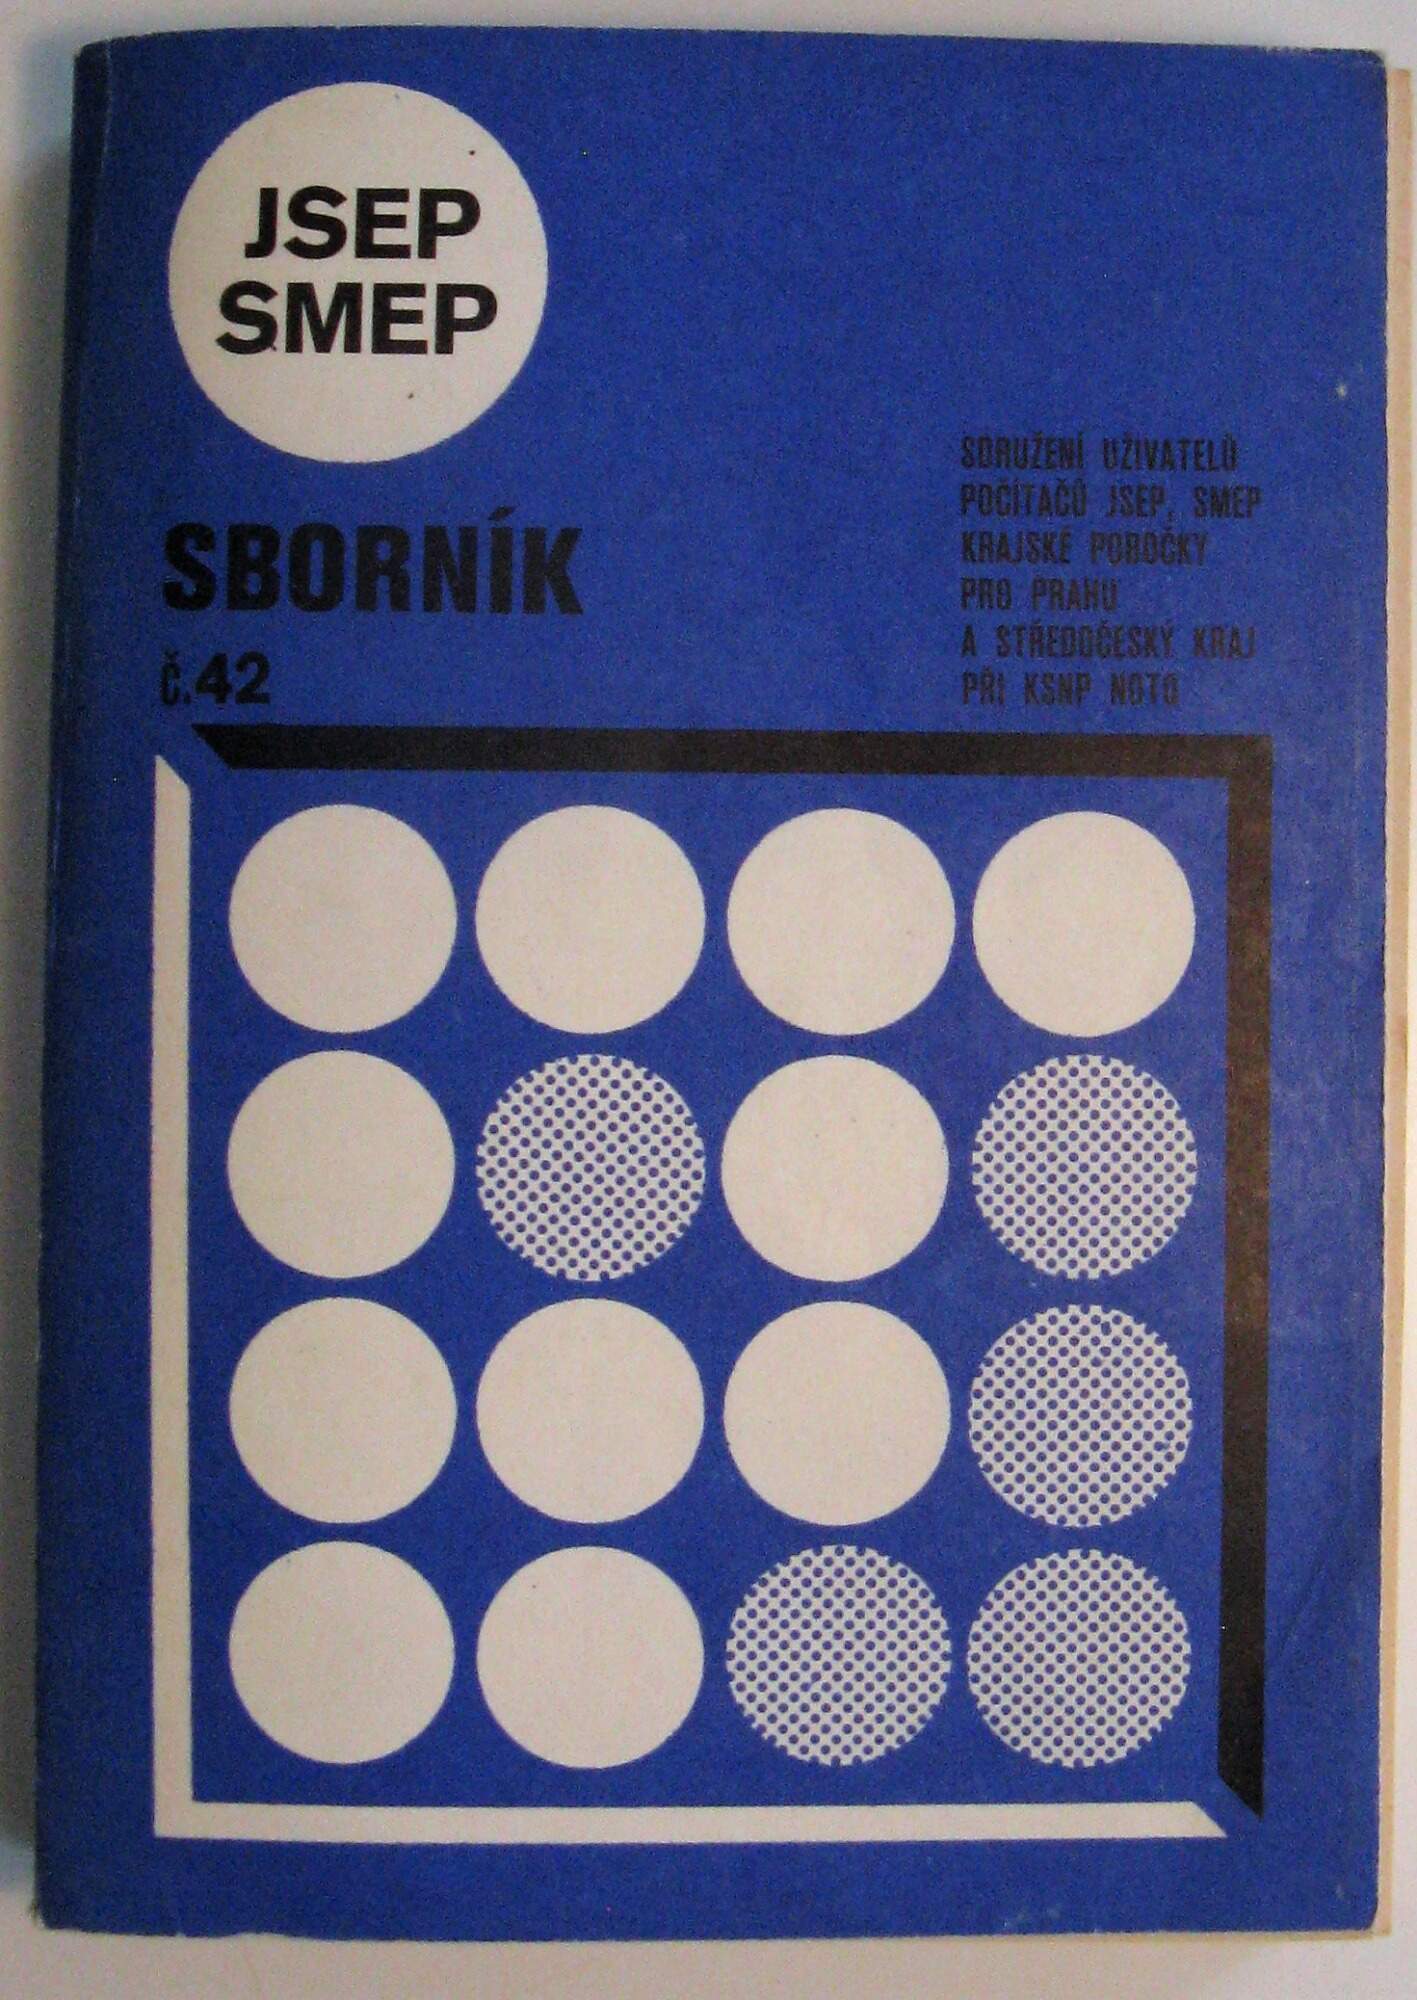 JSEP
SMEP
SBORNÍK
Č.42
SDRUŽENÍ UŽIVATELŮ
POČÍTAČŮ JSEP, SMEP
KRAJSKÉ POBOČKY
PRO PRAHU
A STŘEDOČESKÝ KRAJ
PŘI KSNP NOTO